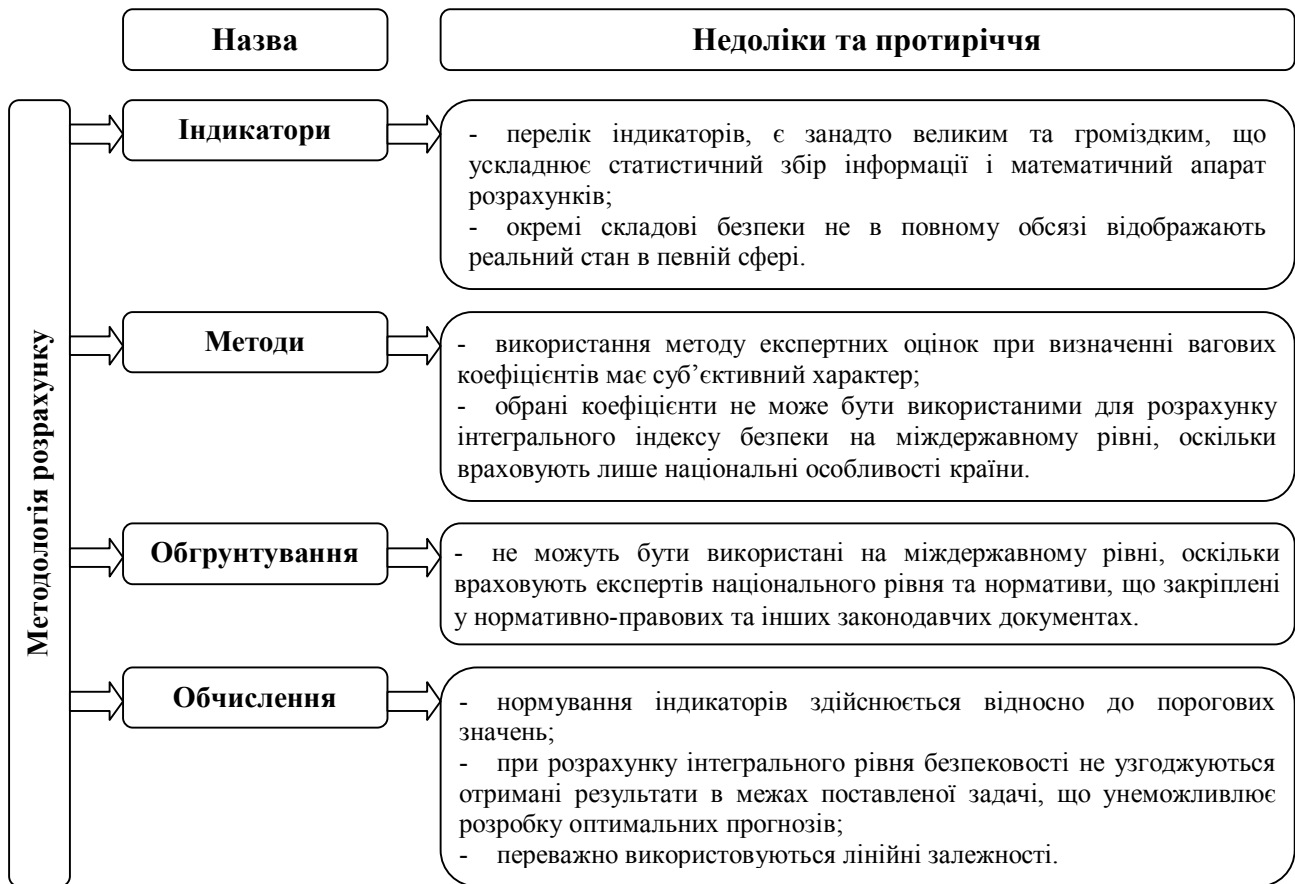 Назва
Недоліки та протиріччя
Методологія розрахунку
Індикатори
- перелік індикаторів, є занадто великим та громіздким, що
ускладнює статистичний збір інформації і математичний апарат
розрахунків;
- окремі складові безпеки не в повному обсязі відображають
реальний стан в певній сфері.
Методи
- використання методу експертних оцінок при визначенні вагових
коефіцієнтів має суб’єктивний характер;
- обрані коефіцієнти не може бути використаними для розрахунку
інтегрального індексу безпеки на міждержавному рівні, оскільки
враховують лише національні особливості країни.
Обгрунтування
- не можуть бути використані на міждержавному рівні, оскільки
враховують експертів національного рівня та нормативи, що закріплені
у нормативно-правових та інших законодавчих документах.
Обчислення
- нормування індикаторів здійснюється відносно до порогових
значень;
- при розрахунку інтегрального рівня безпековості не узгоджуються
отримані результати в межах поставленої задачі, що унеможливлює
розробку оптимальних прогнозів;
- переважно використовуються лінійні залежності.